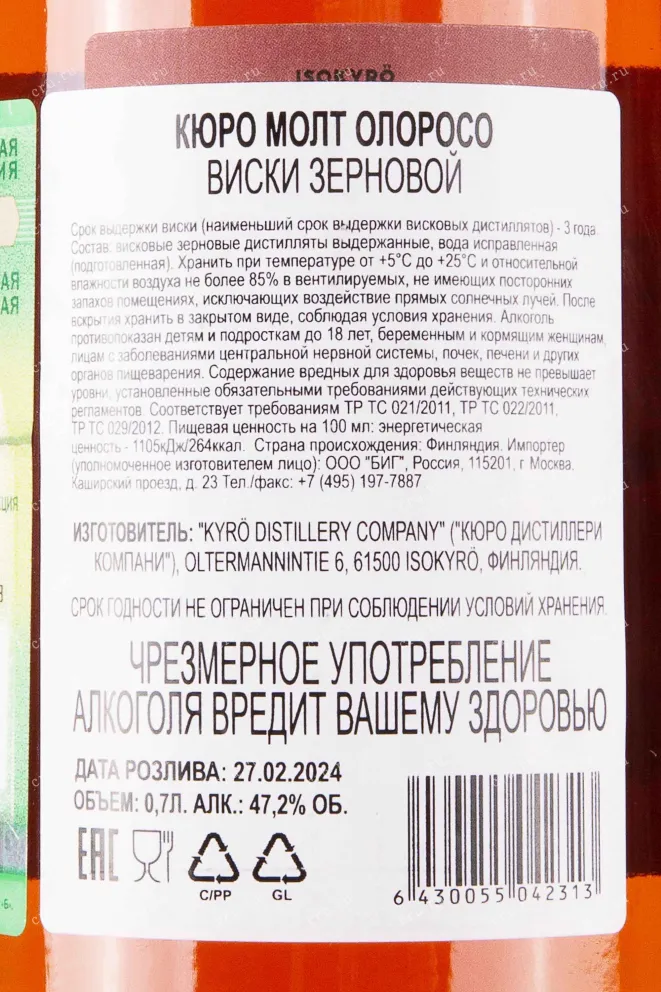 ISOKYRÖ
КЮРО МОЛТ ОЛОРОСО
ВИСКИ ЗЕРНОВОЙ
Срок выдержки виски (наименьший срок выдержки висковых дистиллятов) - 3 года.
Состав: висковые зерновые дистилляты выдержанные, вода исправленная
(подготовленная). Хранить при температуре от +5°C до +25°C и относительной
влажности воздуха не более 85% в вентилируемых, не имеющих посторонних
запахов помещениях, исключающих воздействие прямых солнечных лучей. После
вскрытия хранить в закрытом виде, соблюдая условия хранения. Алкоголь
противопоказан детям и подросткам до 18 лет, беременным и кормящим женщинам,
лицам с заболеваниями центральной нервной системы, почек, печени и других
органов пищеварения. Содержание вредных для здоровья веществ не превышает
уровни, установленные обязательными требованиями действующих технических
регламентов. Соответствует требованиям ТР ТС 021/2011, ТР ТС 022/2011,
ТР ТС 029/2012. Пищевая ценность на 100 мл: энергетическая
ценность - 1105кДж/264ккал. Страна происхождения: Финляндия. Импортер
(уполномоченное изготовителем лицо): ООО "БИГ", Россия, 115201, г. Москва,
Каширский проезд, д. 23 Тел./факс: +7 (495) 197-7887
ИЗГОТОВИТЕЛЬ: "KYRÖ DISTILLERY COMPANY" ("КЮРО ДИСТИЛЛЕРИ
КОМПАНИ"), OLTERMANNINTIE 6, 61500 ISOKYRÖ, ФИНЛЯНДИЯ.
СРОК ГОДНОСТИ НЕ ОГРАНИЧЕН ПРИ СОБЛЮДЕНИИ УСЛОВИЙ ХРАНЕНИЯ.
ЧРЕЗМЕРНОЕ УПОТРЕБЛЕНИЕ
АЛКОГОЛЯ ВРЕДИТ ВАШЕМУ ЗДОРОВЬЮ
ДАТА РОЗЛИВА: 27.02.2024
ОБЪЕМ: 0,7Л. АЛК.: 47,2% ОБ.
EAC
C/PP
GL
6 430055 042313